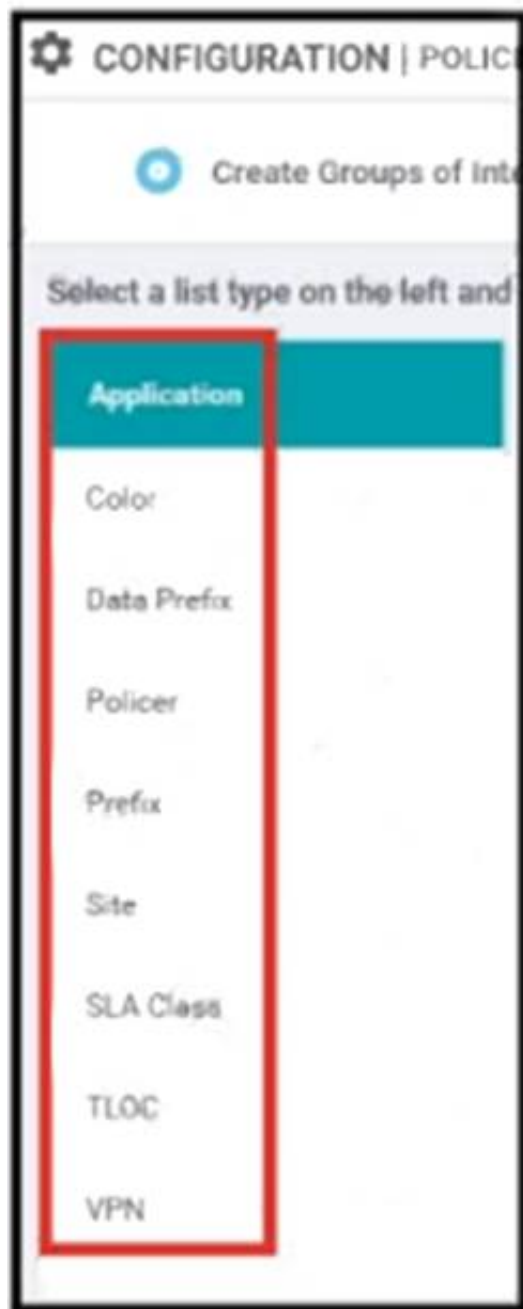 CONFIGURATION | POLIC
Create Groups of Inte
Select a list type on the left and
Application
Color
Data Prefix
Policer
Prefix
Site
SLA Class
TLOC
VPN